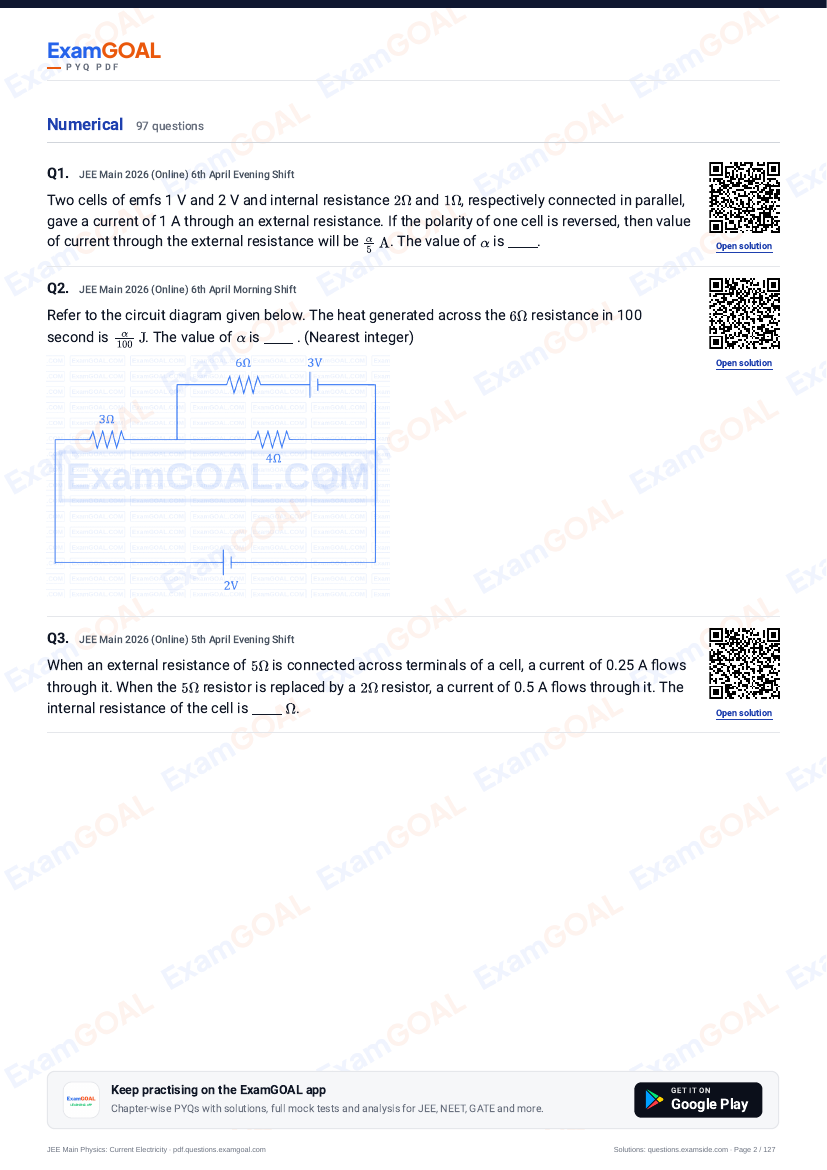 ExamGOAL
PYQ PDF
Numerical 97 questions
Q1. JEE Main 2026 (Online) 6th April Evening Shift
Two cells of emfs 1 V and 2 V and internal resistance 2Ω and 1Ω, respectively connected in parallel,
gave a current of 1 A through an external resistance. If the polarity of one cell is reversed, then value
of current through the external resistance will be α/5 A. The value of α is ____.
Open solution
Q2. JEE Main 2026 (Online) 6th April Morning Shift
Refer to the circuit diagram given below. The heat generated across the 6Ω resistance in 100
second is α/100 J. The value of α is ____ . (Nearest integer)
Open solution
6Ω 3V
3Ω
4Ω
ExamGOAL.COM
2V
Q3. JEE Main 2026 (Online) 5th April Evening Shift
When an external resistance of 5Ω is connected across terminals of a cell, a current of 0.25 A flows
through it. When the 5Ω resistor is replaced by a 2Ω resistor, a current of 0.5 A flows through it. The
internal resistance of the cell is ____ Ω.
Open solution
Keep practising on the ExamGOAL app
Chapter-wise PYQs with solutions, full mock tests and analysis for JEE, NEET, GATE and more.
GET IT ON
Google Play
JEE Main Physics: Current Electricity · pdf.questions.examgoal.com
Solutions: questions.examside.com · Page 2 / 127